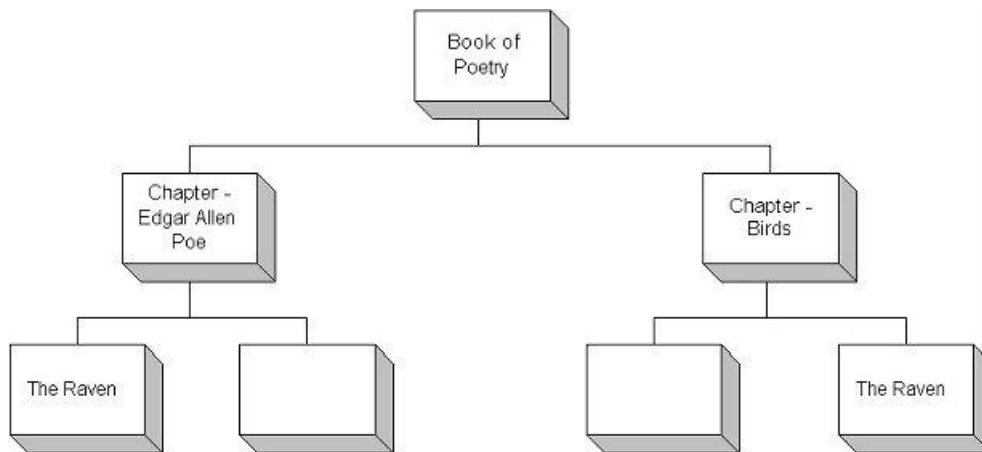 Book of
Poetry
Chapter -
Edgar Allen
Poe
Chapter -
Birds
The Raven
The Raven